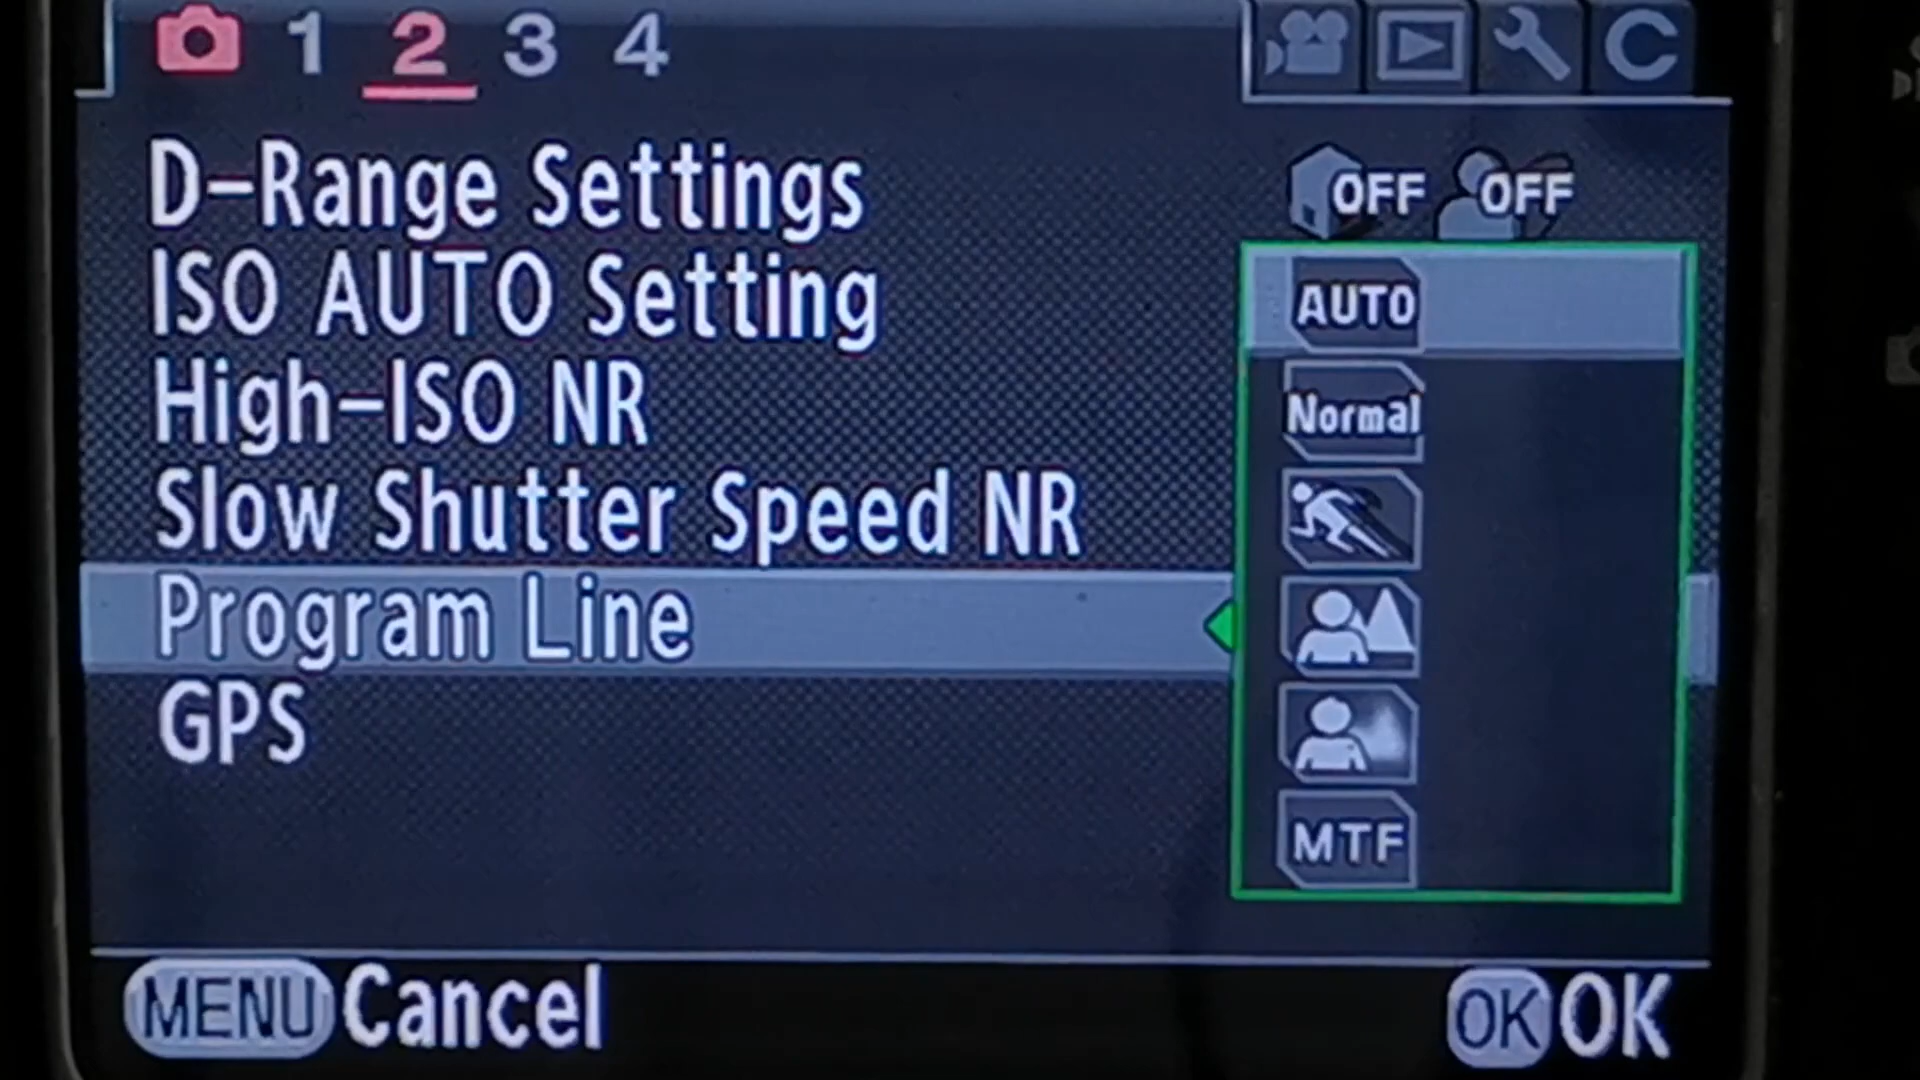 1 2 3 4 C
D-Range Settings OFF OFF
ISO AUTO Setting AUTO
High-ISO NR Normal
Slow Shutter Speed NR
Program Line
GPS
MTF
MENU Cancel OK OK